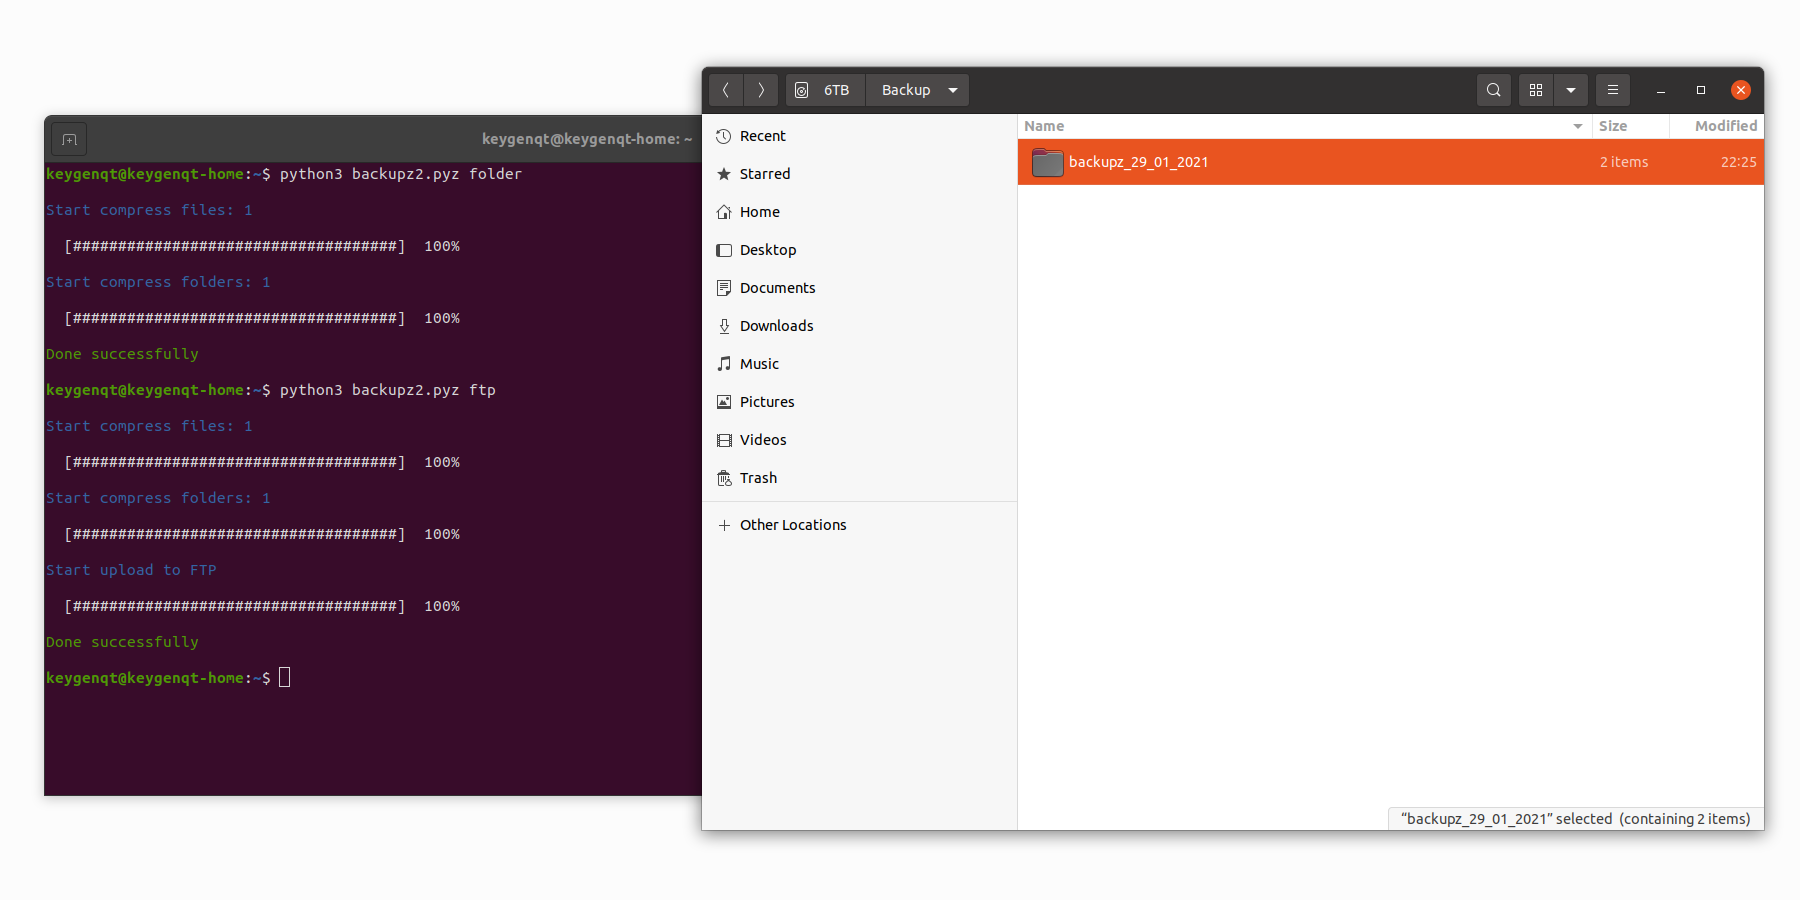 keygenqt@keygenqt-home: ~
keygenqt@keygenqt-home:~$ python3 backupz2.pyz folder
Start compress files: 1
[####################################] 100%
Start compress folders: 1
[####################################] 100%
Done successfully
keygenqt@keygenqt-home:~$ python3 backupz2.pyz ftp
Start compress files: 1
[####################################] 100%
Start compress folders: 1
[####################################] 100%
Start upload to FTP
[####################################] 100%
Done successfully
keygenqt@keygenqt-home:~$
6TB Backup
Recent
Starred
Home
Desktop
Documents
Downloads
Music
Pictures
Videos
Trash
Other Locations
Name Size Modified
backupz_29_01_2021 2 items 22:25
“backupz_29_01_2021” selected (containing 2 items)